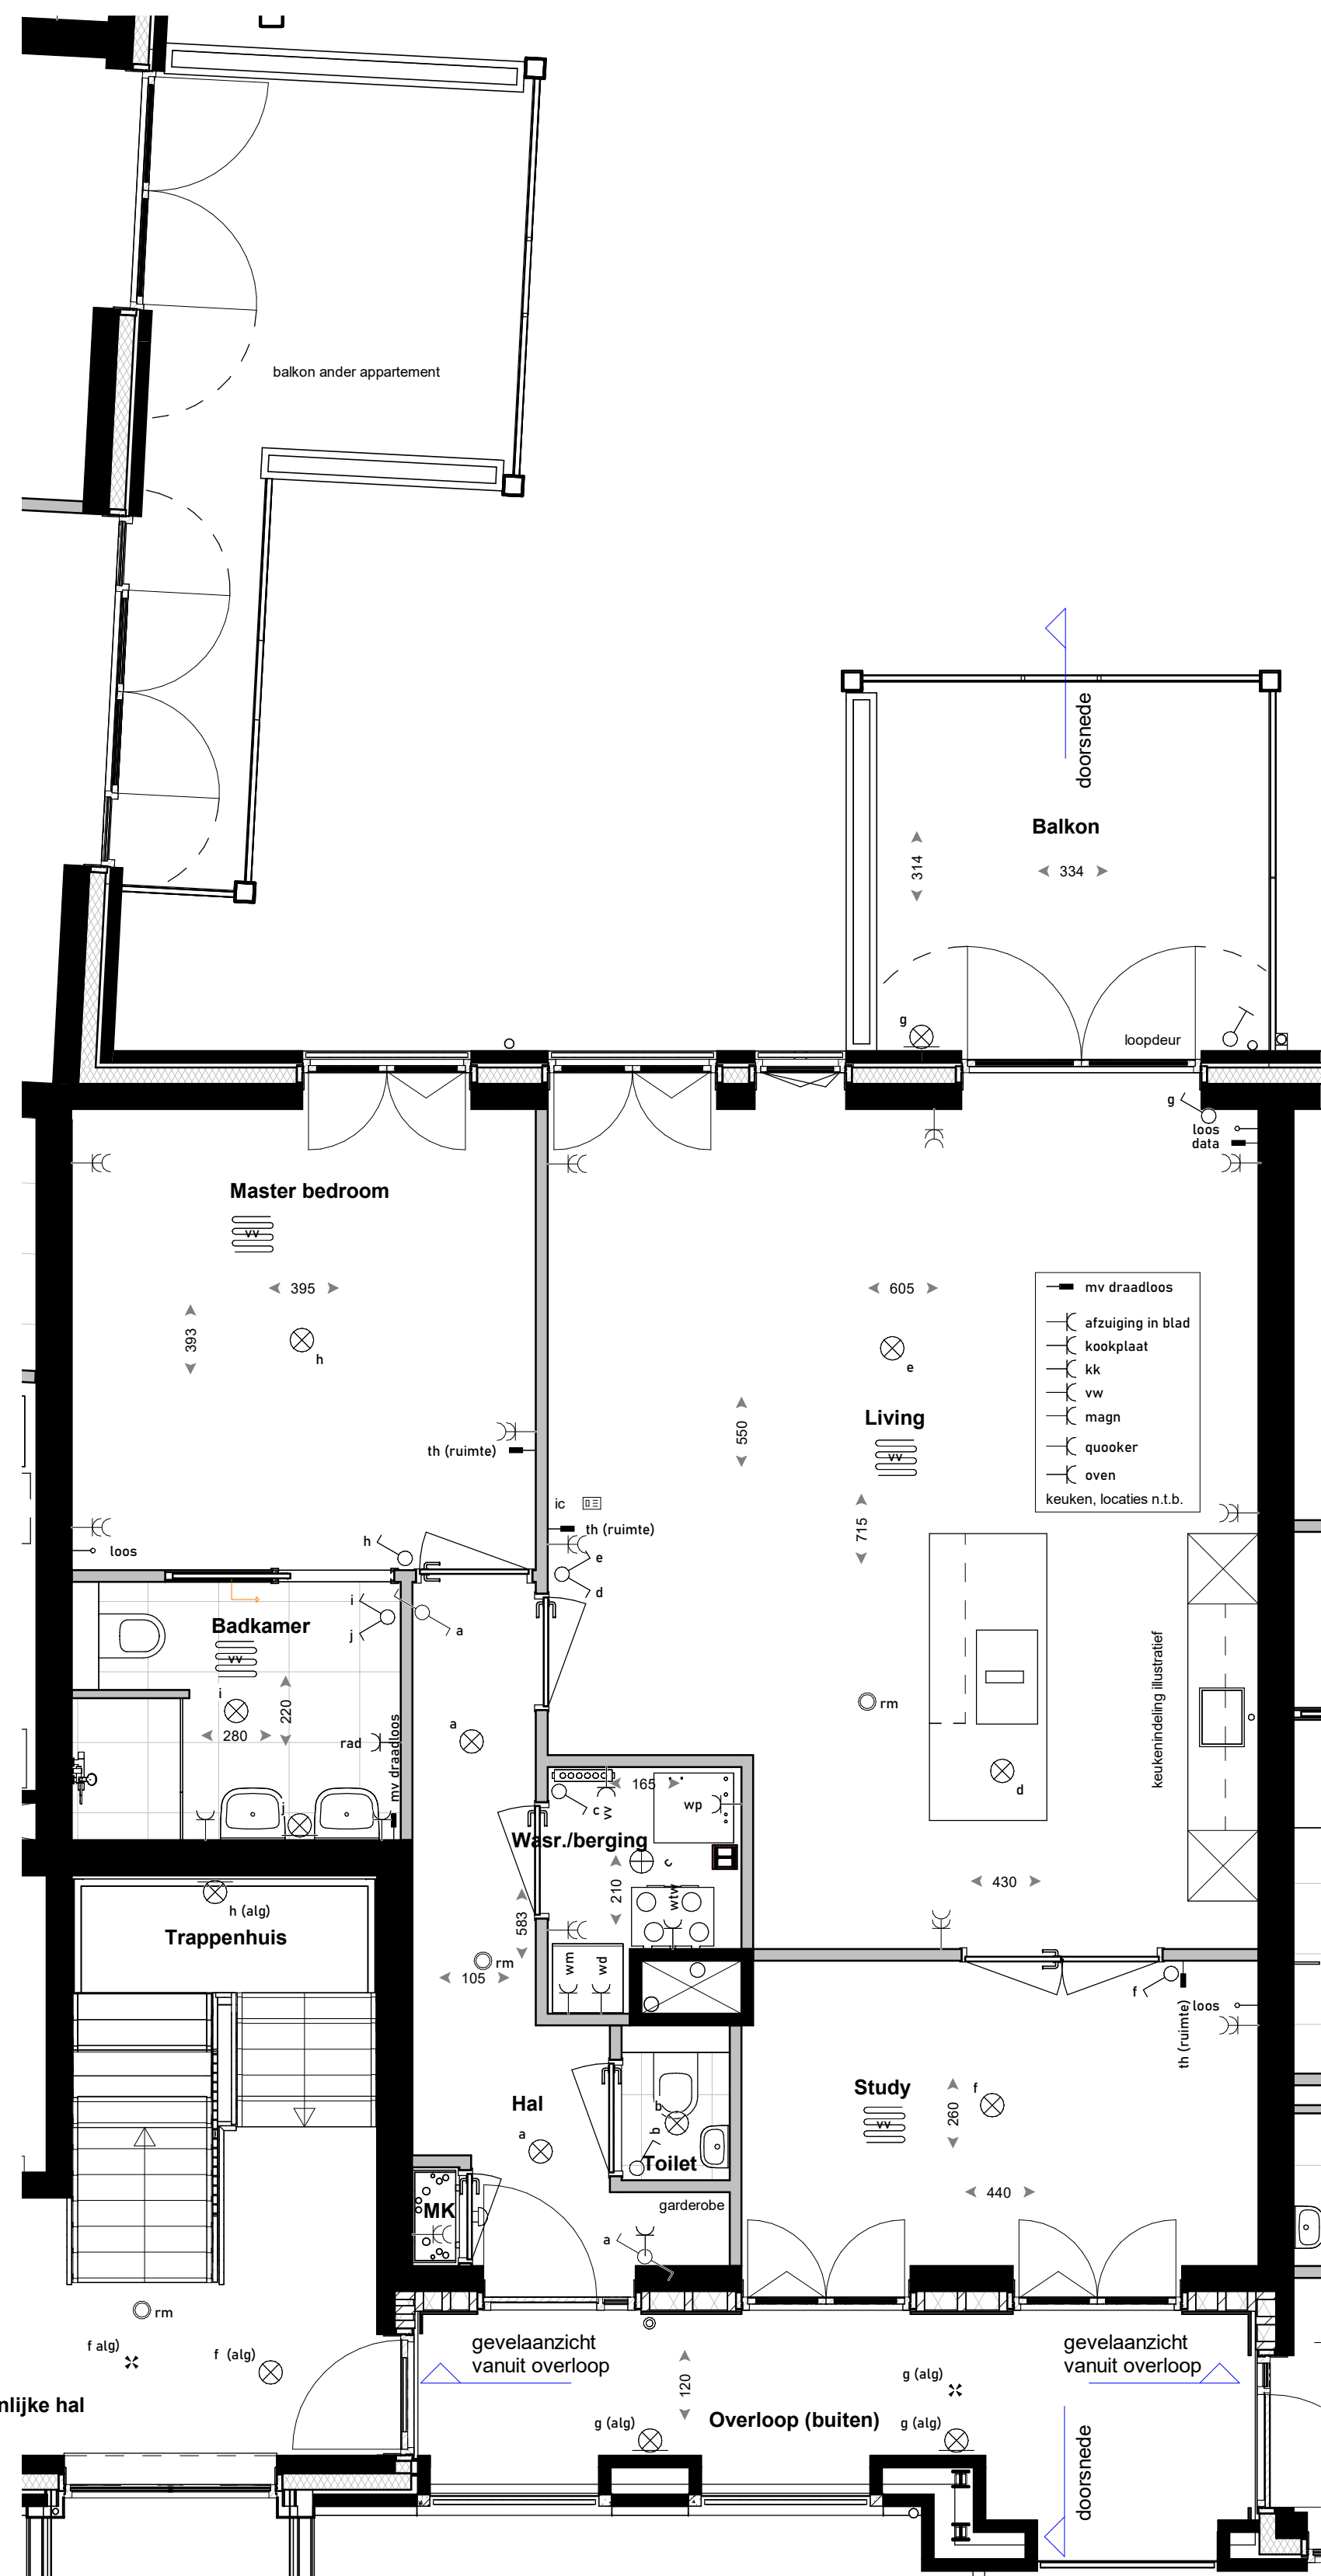 balkon ander appartement
doorsnede
Balkon
314
334
g
loopdeur
g
loos
data
Master bedroom
vv
395
393
h
605
e
Living
vv
550
715
mv draadloos
afzuiging in blad
kookplaat
kk
vw
magn
quooker
oven
keuken, locaties n.t.b.
th (ruimte)
ic
th (ruimte)
e
d
h
loos
Badkamer
vv
i
j
a
i
220
280
rad
mv draadloos
j
a
rm
keukenindeling illustratief
d
165
c
vv
wp
Wasr./berging
c
210
wtw
583
430
h (alg)
Trappenhuis
rm
105
wm
wd
f
th (ruimte)
loos
Study
vv
f
260
440
Hal
a
b
b
Toilet
MK
garderobe
a
rm
f alg)
f (alg)
nlijke hal
gevelaanzicht
vanuit overloop
120
gevelaanzicht
vanuit overloop
g (alg)
Overloop (buiten)
g (alg)
g (alg)
doorsnede